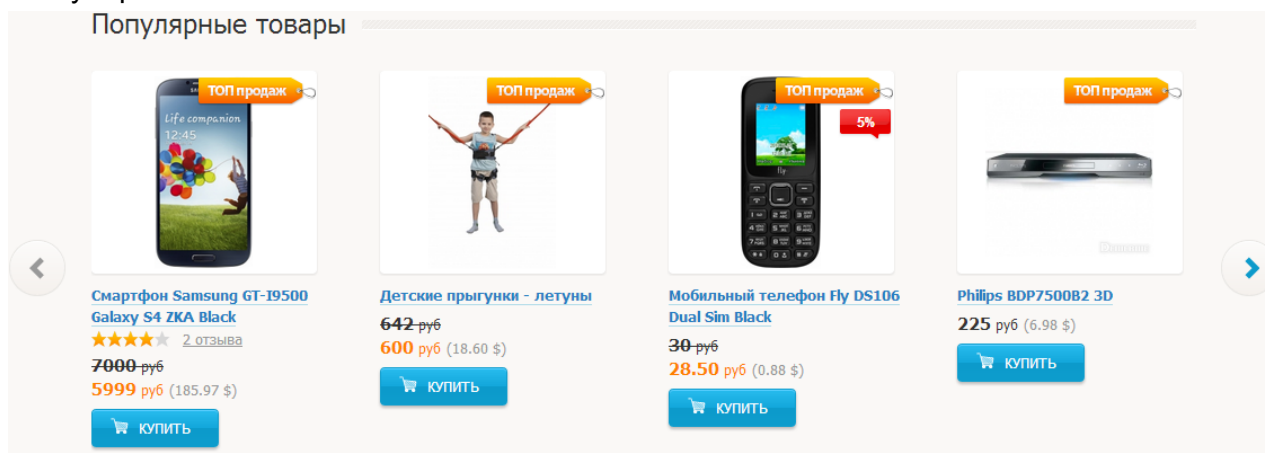 Популярные товары
ТОП продаж
Life companion
12:45
Смартфон Samsung GT-I9500
Galaxy S4 ZKA Black
2 отзыва
7000 руб
5999 руб (185.97 $)
КУПИТЬ
ТОП продаж
Детские прыгунки - летуны
642 руб
600 руб (18.60 $)
КУПИТЬ
ТОП продаж
5%
fly
Мобильный телефон Fly DS106
Dual Sim Black
30 руб
28.50 руб (0.88 $)
КУПИТЬ
ТОП продаж
Philips BDP7500B2 3D
225 руб (6.98 $)
КУПИТЬ